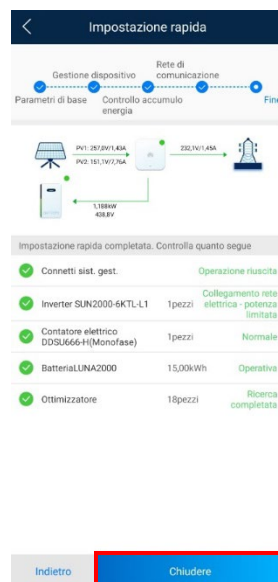 Impostazione rapida
Gestione dispositivo
Rete di
comunicazione
Parametri di base
Controllo accumulo
energia
Fine
PV1: 257,8V/1,43A
PV2: 151,1V/7,76A
232,1V/1,45A
1,188kW
438,8V
Impostazione rapida completata. Controlla quanto segue
Connetti sist. gest.
Operazione riuscita
Inverter SUN2000-6KTL-L1
1pezzi
Collegamento rete
elettrica - potenza
limitata
Contatore elettrico
DDSU666-H(Monofase)
1pezzi
Normale
BatteriaLUNA2000
15,00kWh
Operativa
Ottimizzatore
18pezzi
Ricerca
completata
Indietro
Chiudere